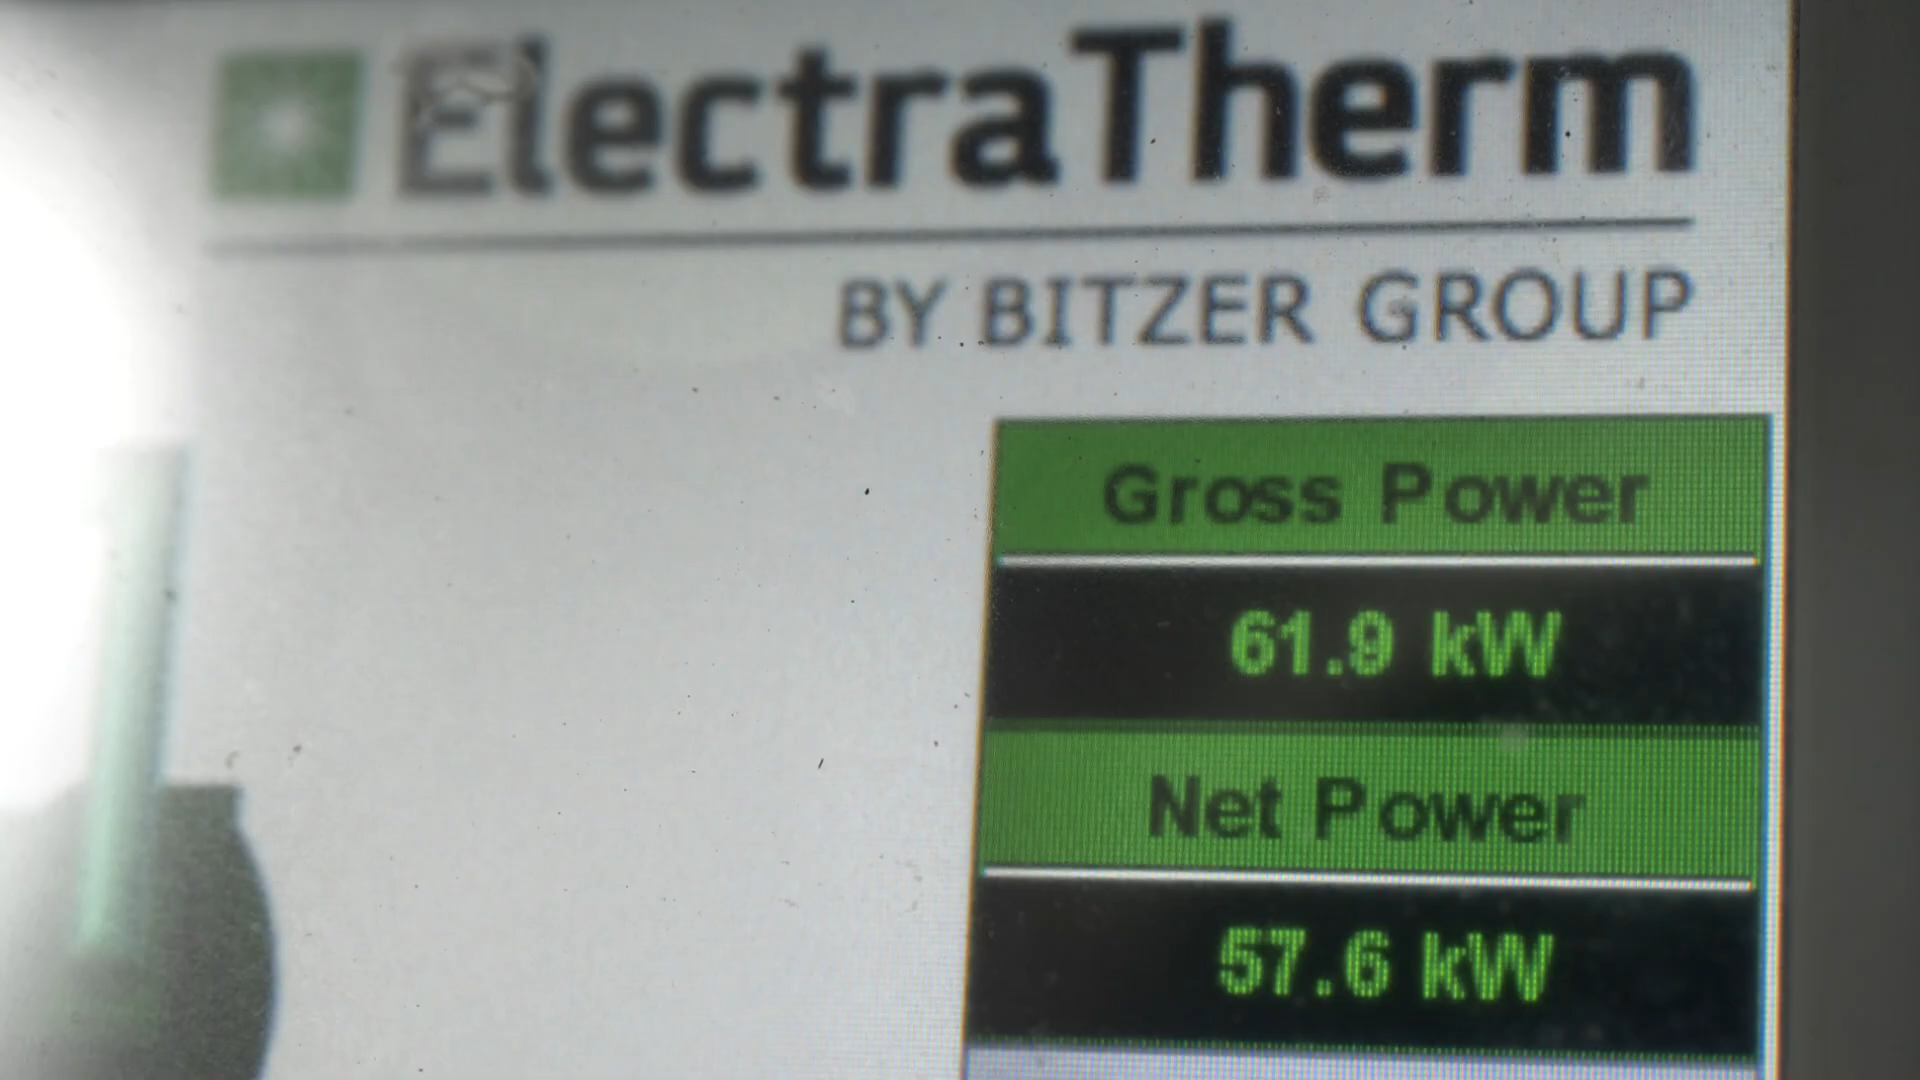 ElectraTherm
BY BITZER GROUP
Gross Power
61.9 kW
Net Power
57.6 kW